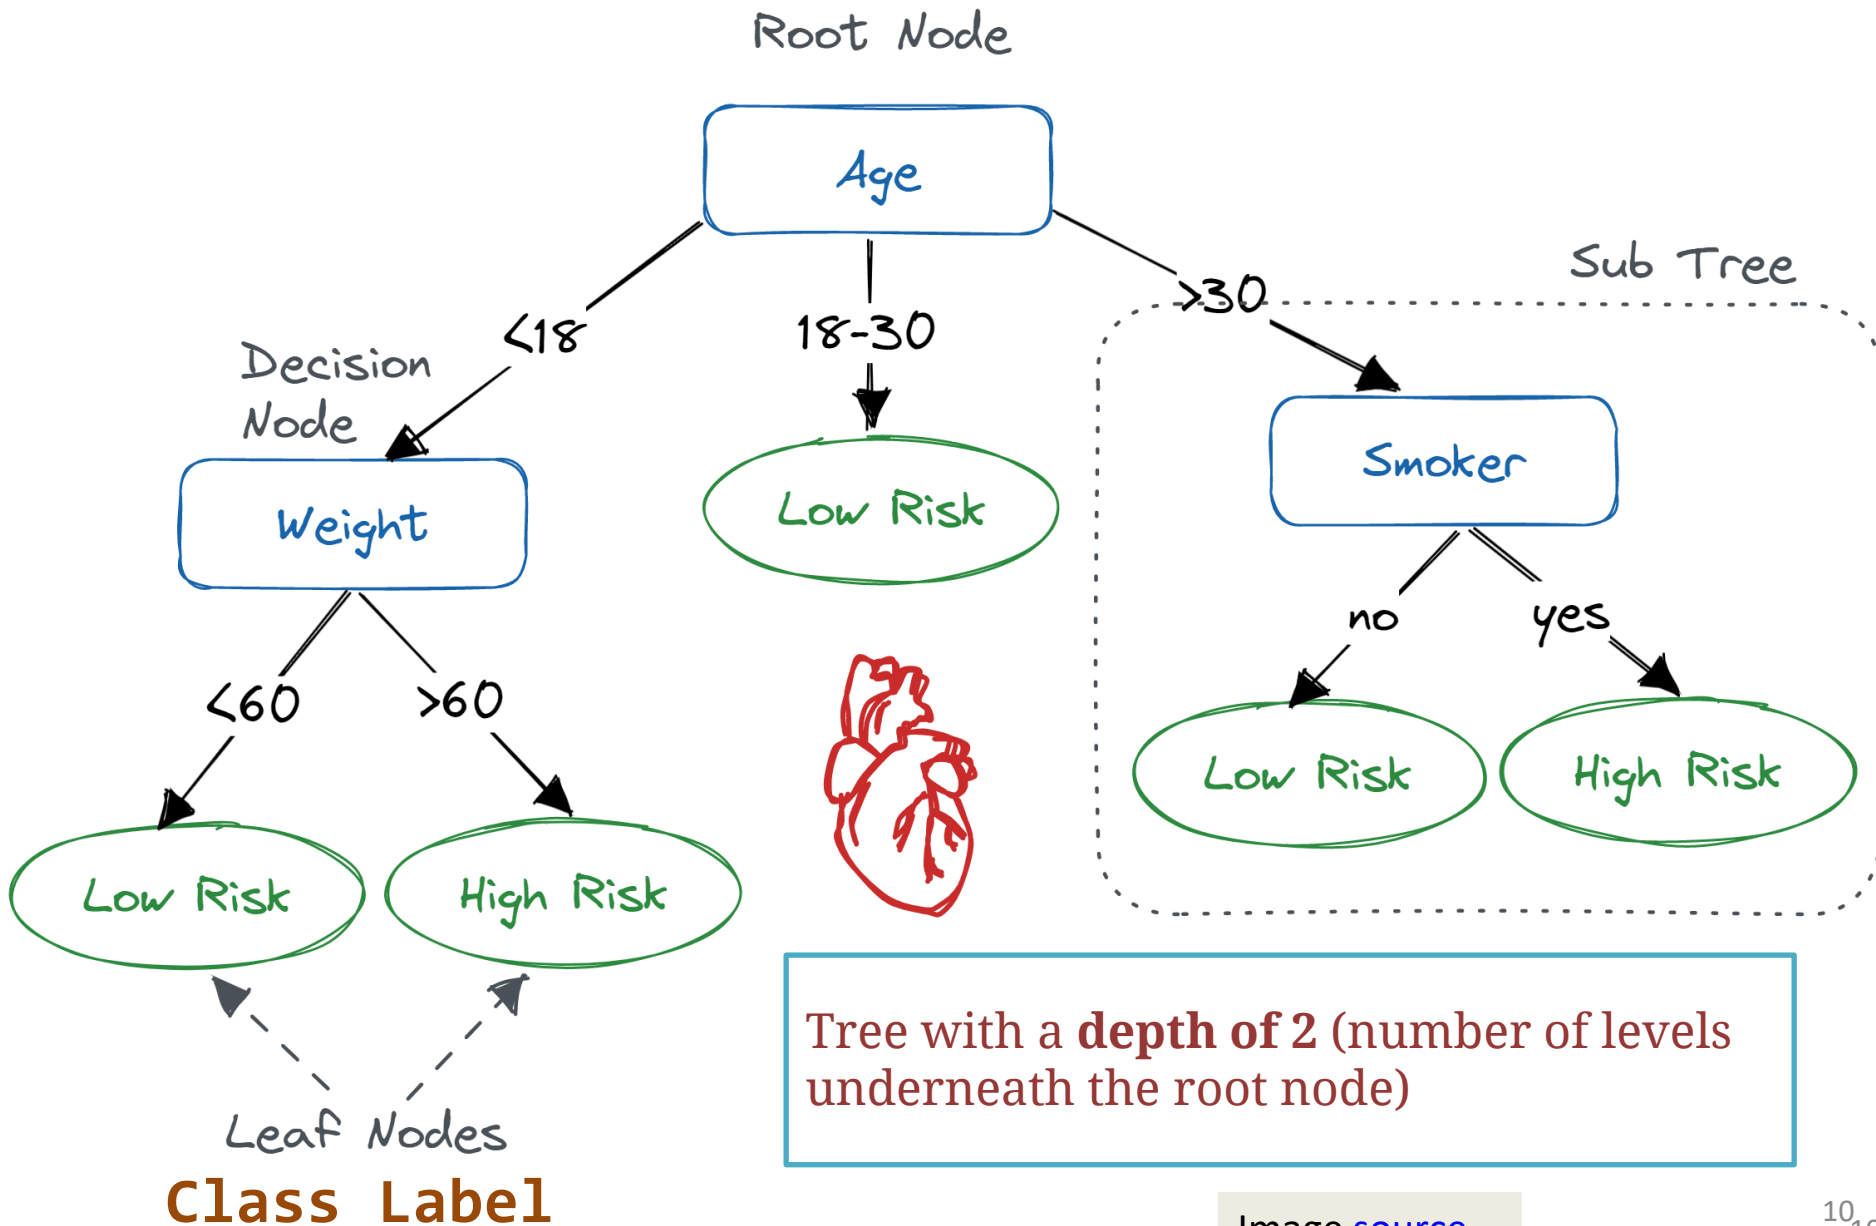 Root Node
Age
Sub Tree
>30
<18
18-30
Decision
Node
Weight
Low Risk
Smoker
no
yes
<60
>60
Low Risk
High Risk
Low Risk
High Risk
Tree with a depth of 2 (number of levels
underneath the root node)
Leaf Nodes
Class Label
Image source
10